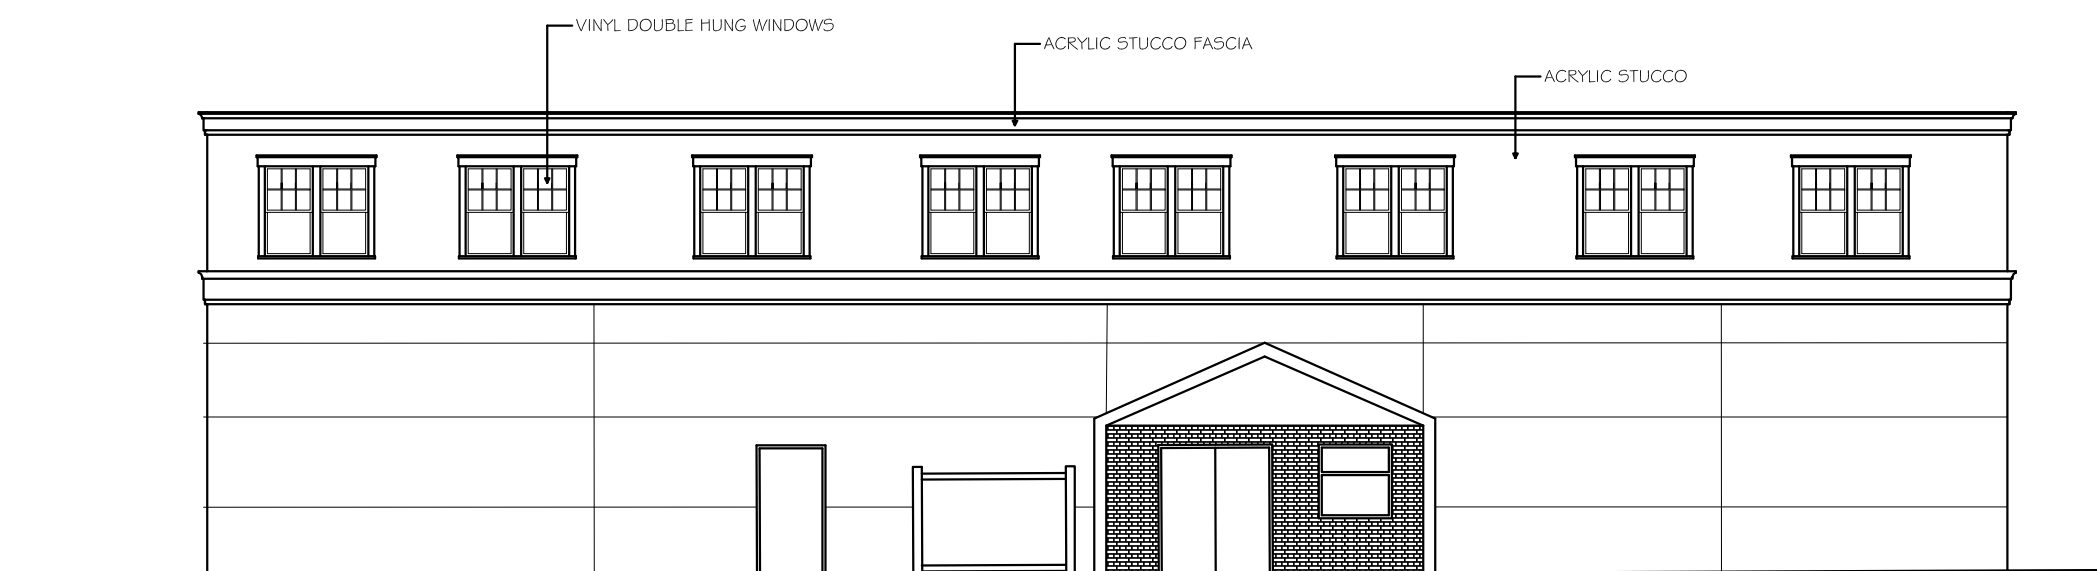 VINYL DOUBLE HUNG WINDOWS
ACRYLIC STUCCO FASCIA
ACRYLIC STUCCO